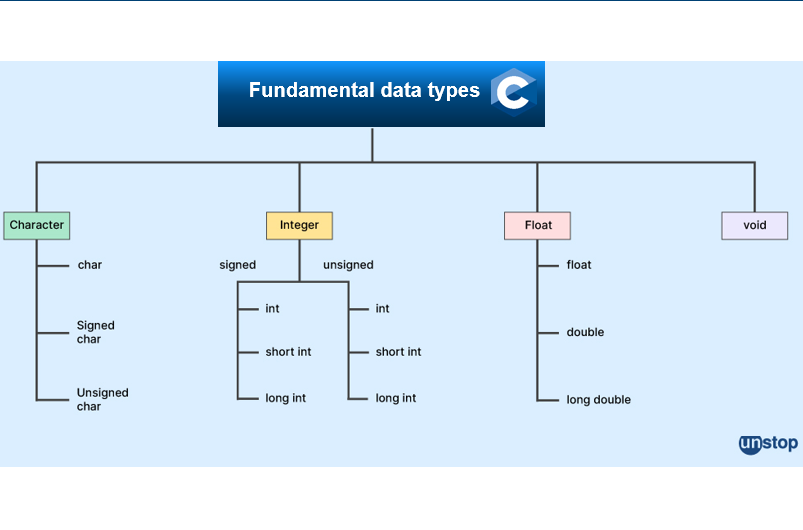 Fundamental data types C
Character
Integer
Float
void
char
Signed
char
Unsigned
char
signed
unsigned
int
short int
long int
int
short int
long int
float
double
long double
unstop